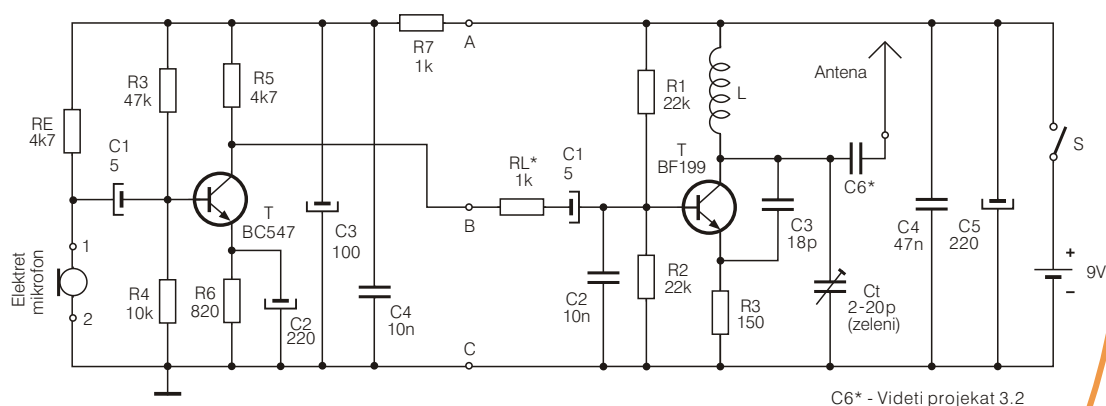 R7
1k
A
R3
47k
R5
4k7
RE
4k7
C1
5
T
BC547
C3
100
1
Elektret
mikrofon
2
R4
10k
R6
820
C2
220
C4
10n
B
C
RL*
1k
C1
5
R1
22k
L
T
BF199
C2
10n
R2
22k
R3
150
C3
18p
Ct
2-20p
(zeleni)
C6*
Antena
C4
47n
C5
220
S
+
9V
–
C6* - Videti projekat 3.2